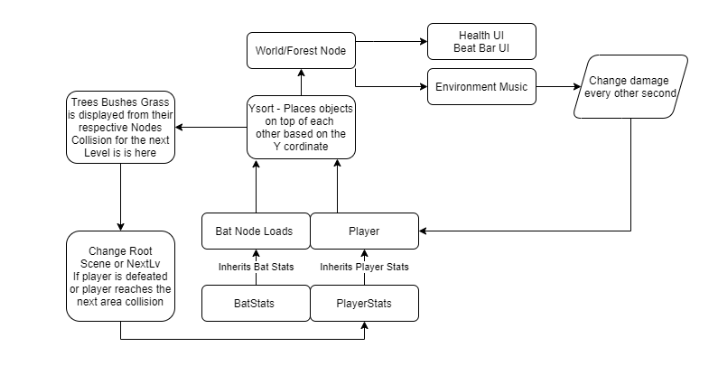 World/Forest Node
Health UI
Beat Bar UI
Environment Music
Change damage
every other second
Trees Bushes Grass
is displayed from their
respective Nodes
Collision for the next
Level is is here
Ysort - Places objects
on top of each
other based on the
Y cordinate
Bat Node Loads
Player
Change Root
Scene or NextLv
If player is defeated
or player reaches the
next area collision
Inherits Bat Stats
Inherits Player Stats
BatStats
PlayerStats